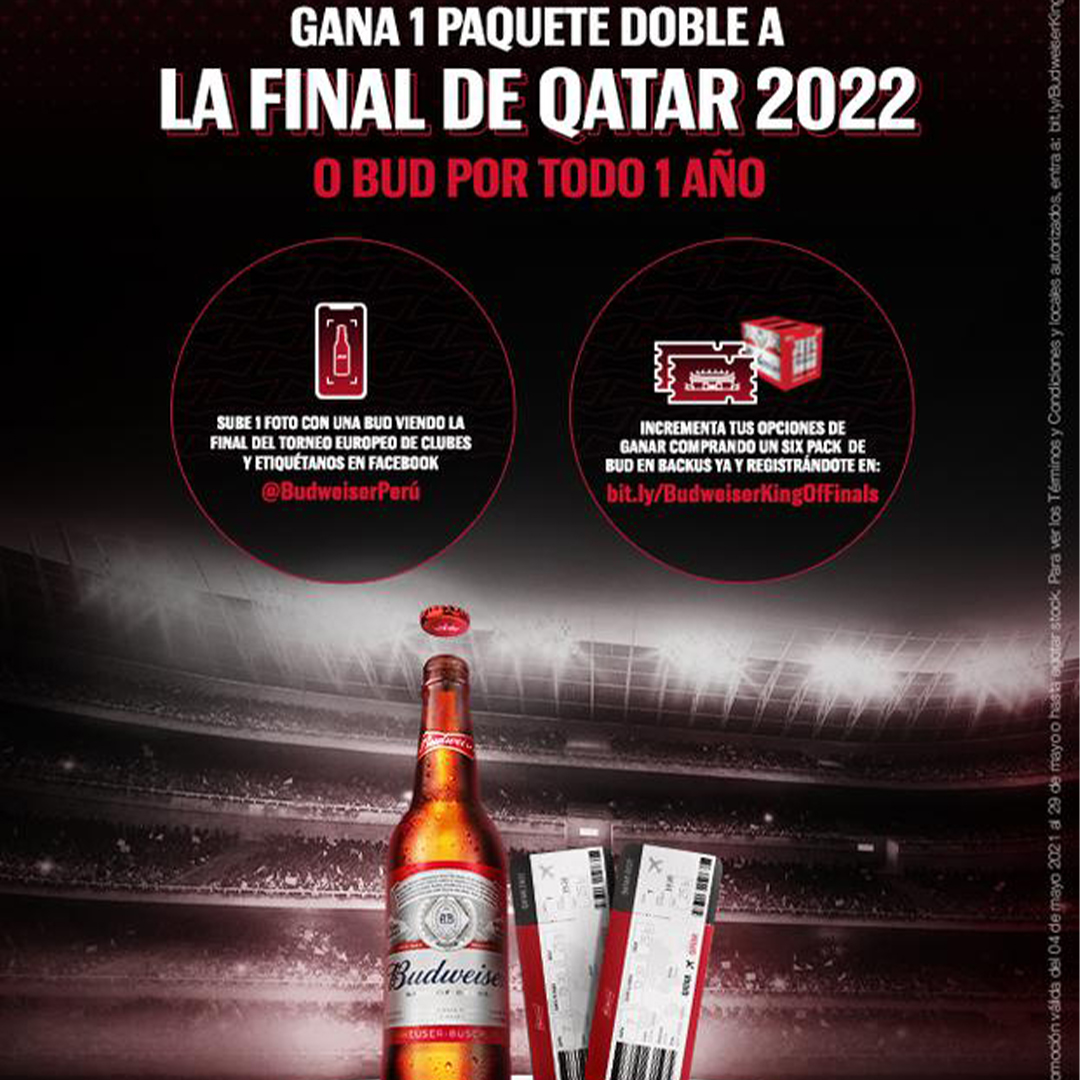 GANA 1 PAQUETE DOBLE A
LA FINAL DE QATAR 2022
O BUD POR TODO 1 AÑO
SUBE 1 FOTO CON UNA BUD VIENDO LA
FINAL DEL TORNEO EUROPEO DE CLUBES
Y ETIQUÉTANOS EN FACEBOOK
@BudweiserPerú
INCREMENTA TUS OPCIONES DE
GANAR COMPRANDO UN SIX PACK DE
BUD EN BACKUS YA Y REGISTRÁNDOTE EN:
bit.ly/BudweiserKingOfFinals
omoción válida del 04 de mayo 2021 al 29 de mayo o hasta agotar stock. Para ver los Términos y Condiciones y locales autorizados, entra a: bit.ly/BudweiserKing
Budweiser
Budweise
EUSER-BUSC